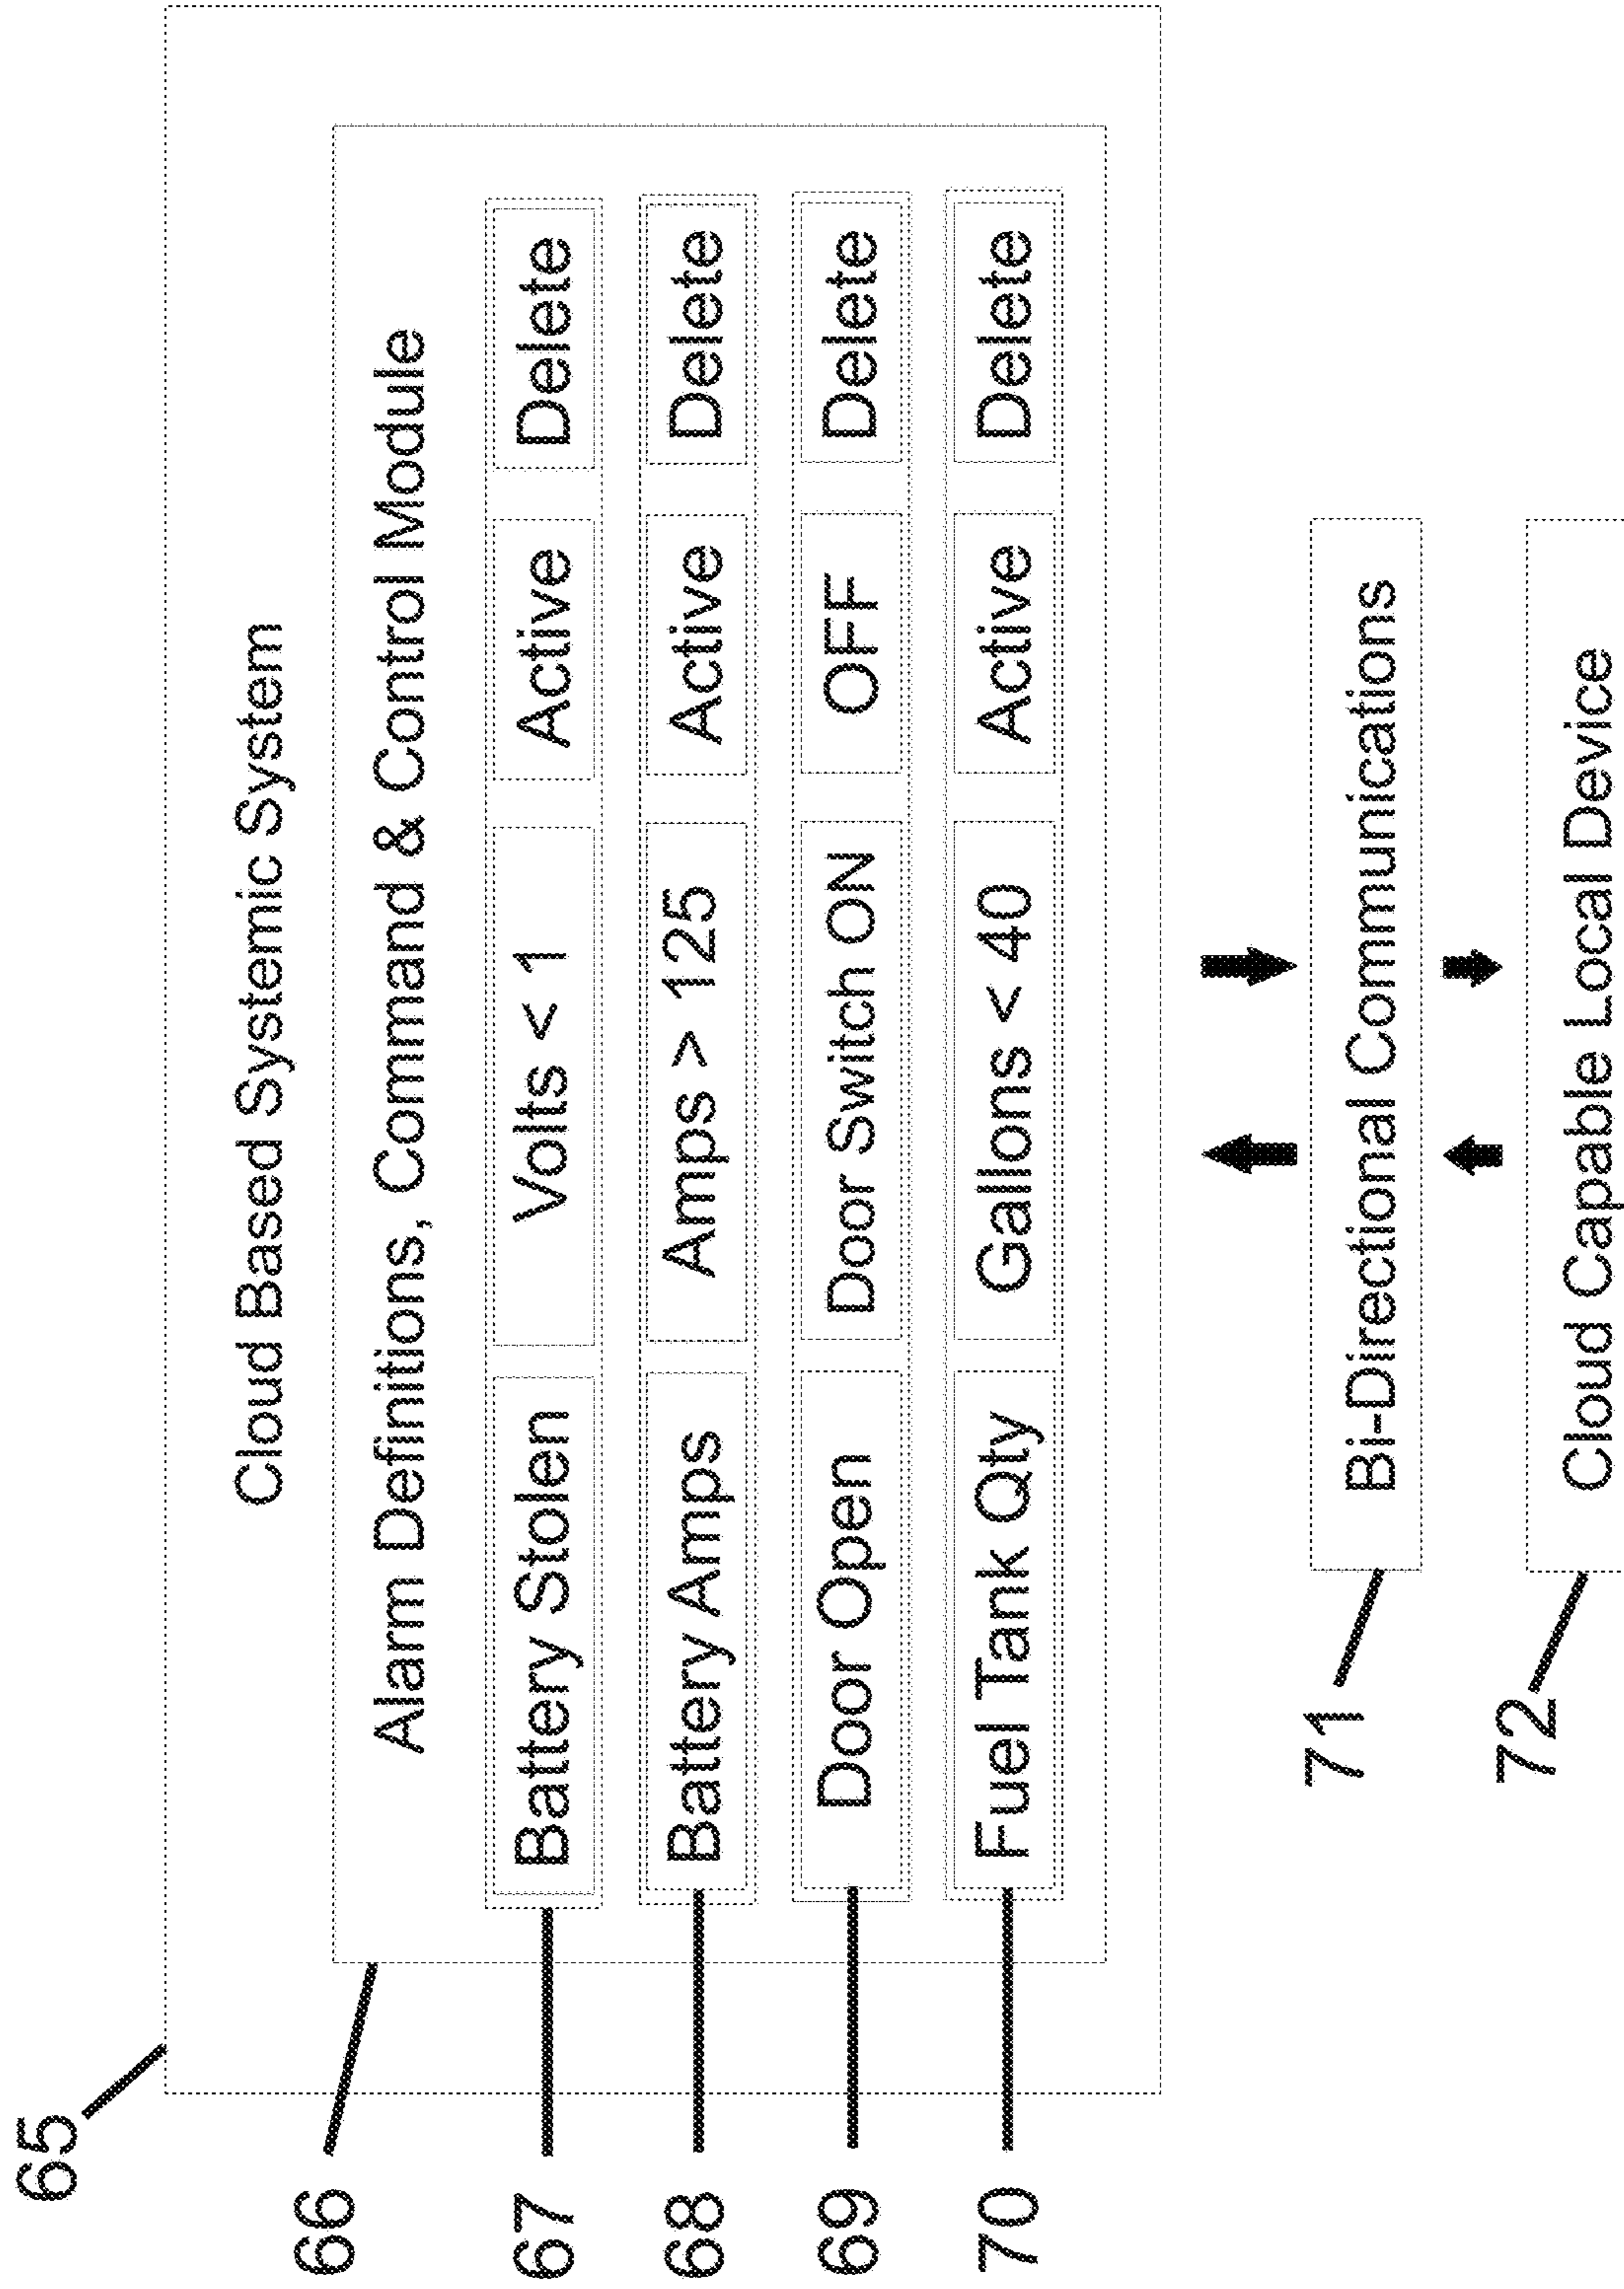 65
Cloud Based Systemic System
66
Alarm Definitions, Command & Control Module
67 Battery Stolen Volts < 1 Active Delete
68 Battery Amps Amps > 125 Active Delete
69 Door Open Door Switch ON OFF Delete
70 Fuel Tank Qty Gallons < 40 Active Delete
71 Bi-Directional Communications
72 Cloud Capable Local Device